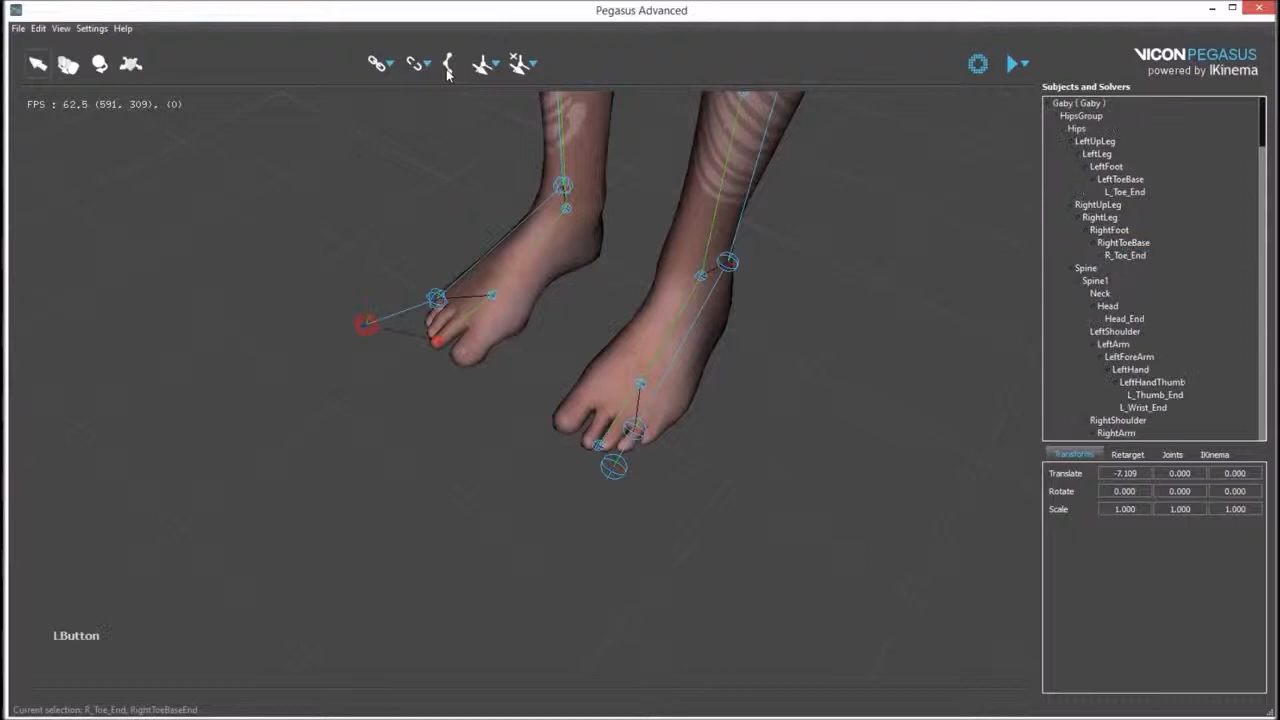 Pegasus Advanced
File Edit View Settings Help
VICON PEGASUS
powered by IKinema
Subjects and Solvers
FPS : 62.5 (591, 309), (0)
Gaby ( Gaby )
HipsGroup
Hips
LeftUpLeg
LeftLeg
LeftFoot
LeftToeBase
L_Toe_End
RightUpLeg
RightLeg
RightFoot
RightToeBase
R_Toe_End
Spine
Spine1
Neck
Head
Head_End
LeftShoulder
LeftArm
LeftForeArm
LeftHand
LeftHandThumb
L_Thumb_End
L_Wrist_End
RightShoulder
RightArm
Transforms Retarget Joints IKinema
Translate -7.109 0.000 0.000
Rotate 0.000 0.000 0.000
Scale 1.000 1.000 1.000
LButton
Current selection: R_Toe_End, RightToeBaseEnd